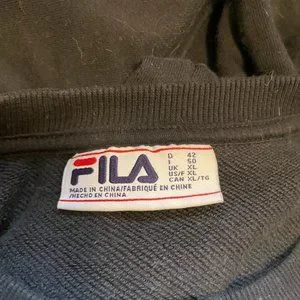 FILA
MADE IN CHINA/FABRIQUÉ EN CHINE
/HECHO EN CHINA
D 42
I 50
UK XL
US/F XL
CAN XL/TG